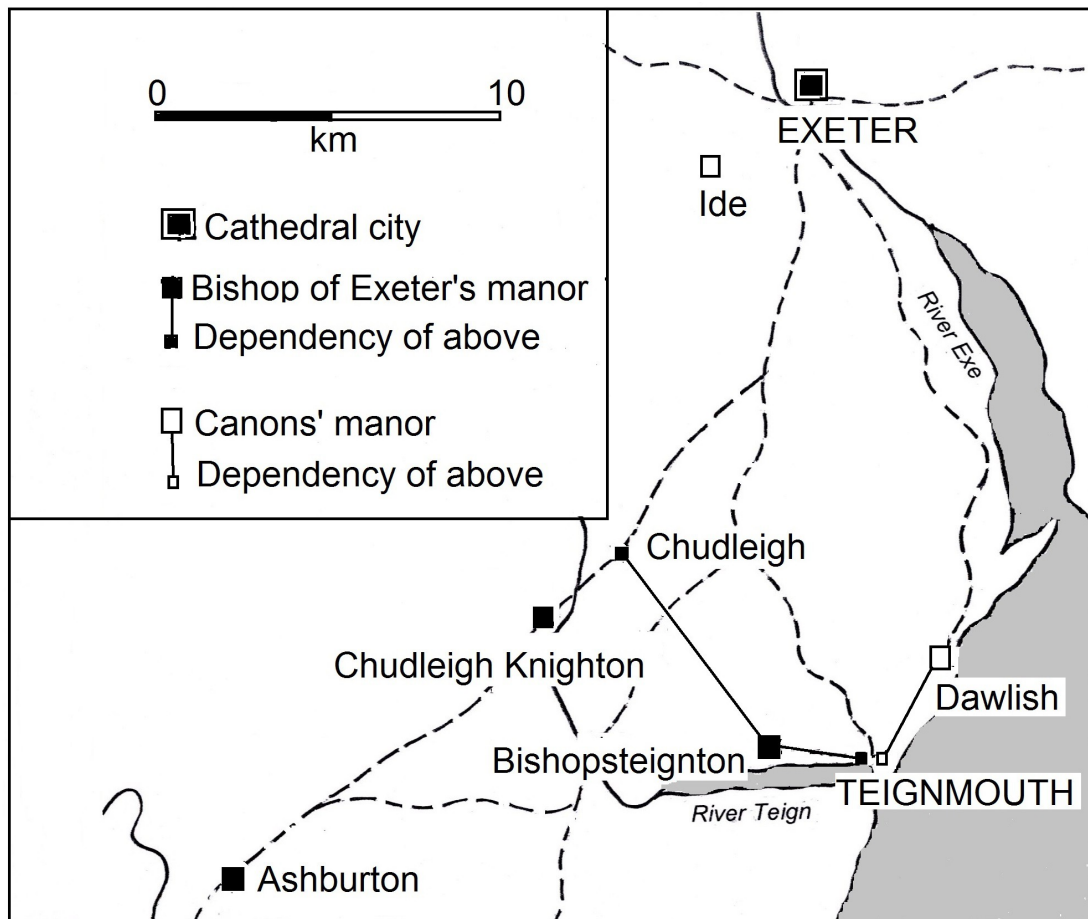 0 10
km
Cathedral city
Bishop of Exeter's manor
Dependency of above
Canons' manor
Dependency of above
EXETER
Ide
River Exe
Chudleigh
Chudleigh Knighton
Dawlish
Bishopsteignton
TEIGNMOUTH
River Teign
Ashburton